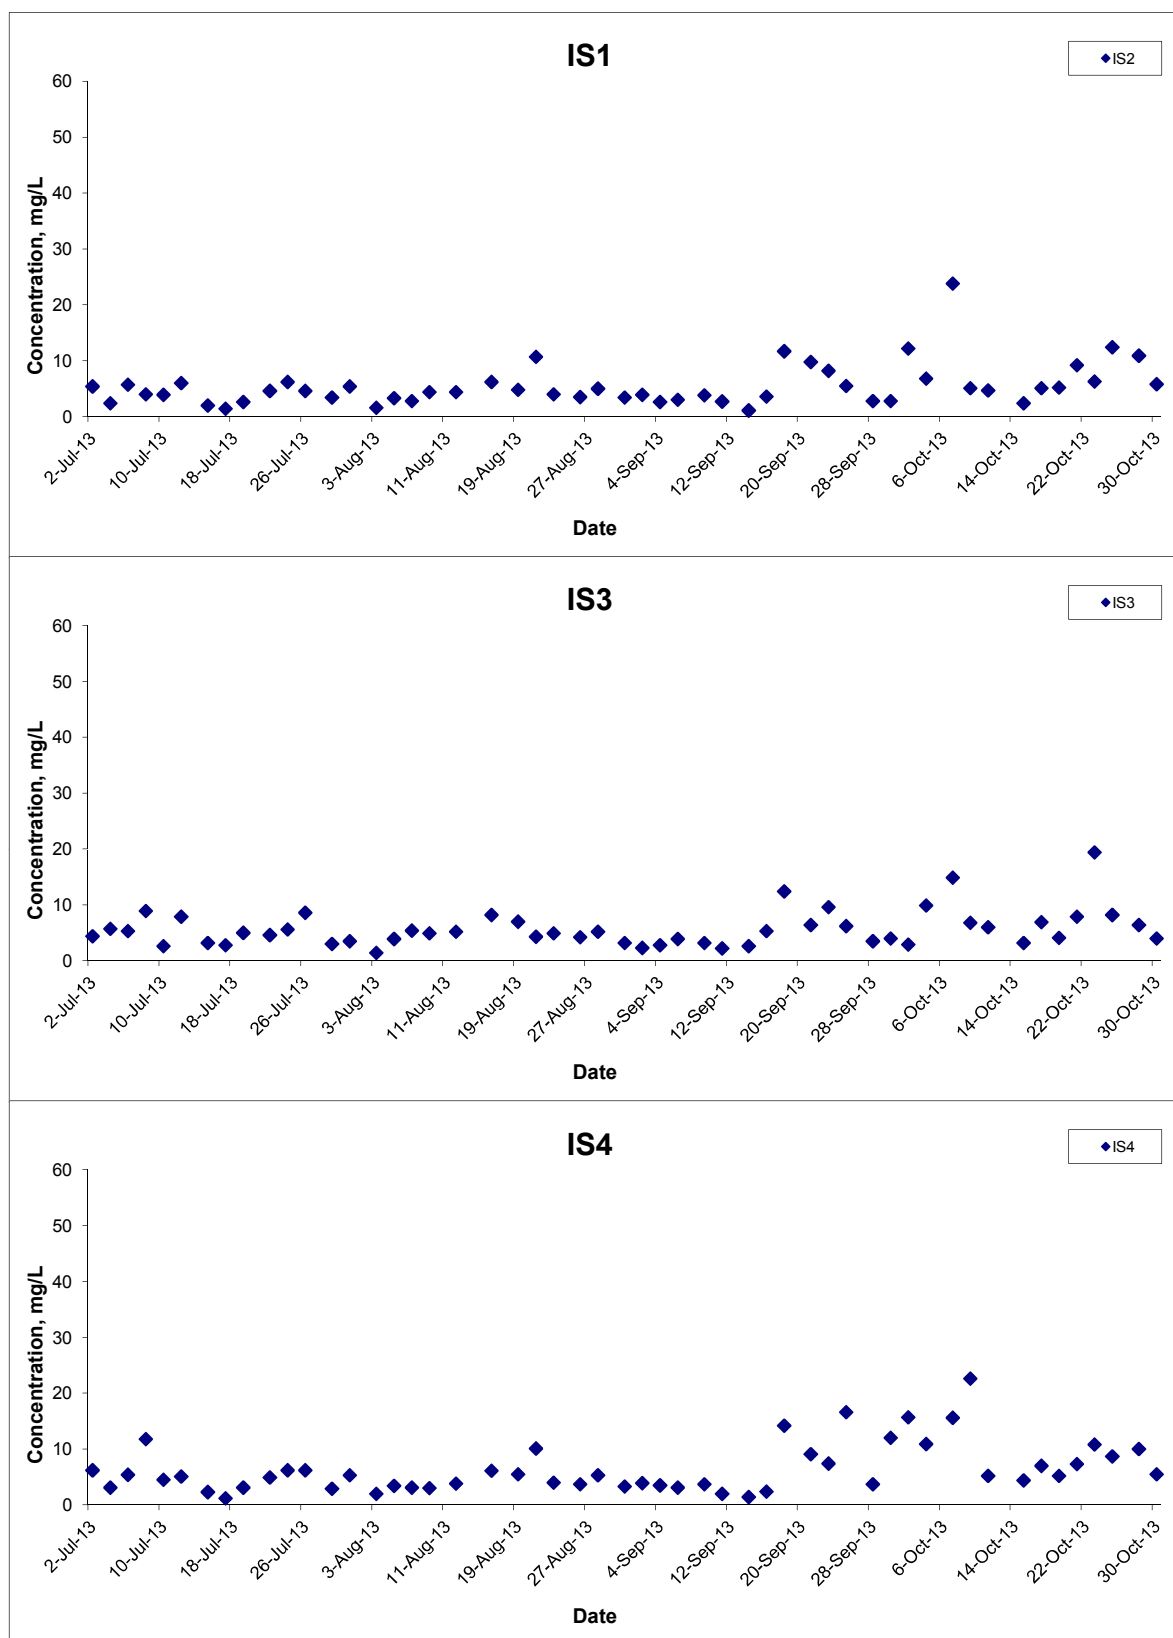 IS1
IS2
Concentration, mg/L
60
50
40
30
20
10
0
2-Jul-13 10-Jul-13 18-Jul-13 26-Jul-13 3-Aug-13 11-Aug-13 19-Aug-13 27-Aug-13 4-Sep-13 12-Sep-13 20-Sep-13 28-Sep-13 6-Oct-13 14-Oct-13 22-Oct-13 30-Oct-13
Date
IS3
IS3
Concentration, mg/L
60
50
40
30
20
10
0
2-Jul-13 10-Jul-13 18-Jul-13 26-Jul-13 3-Aug-13 11-Aug-13 19-Aug-13 27-Aug-13 4-Sep-13 12-Sep-13 20-Sep-13 28-Sep-13 6-Oct-13 14-Oct-13 22-Oct-13 30-Oct-13
Date
IS4
IS4
Concentration, mg/L
60
50
40
30
20
10
0
2-Jul-13 10-Jul-13 18-Jul-13 26-Jul-13 3-Aug-13 11-Aug-13 19-Aug-13 27-Aug-13 4-Sep-13 12-Sep-13 20-Sep-13 28-Sep-13 6-Oct-13 14-Oct-13 22-Oct-13 30-Oct-13
Date